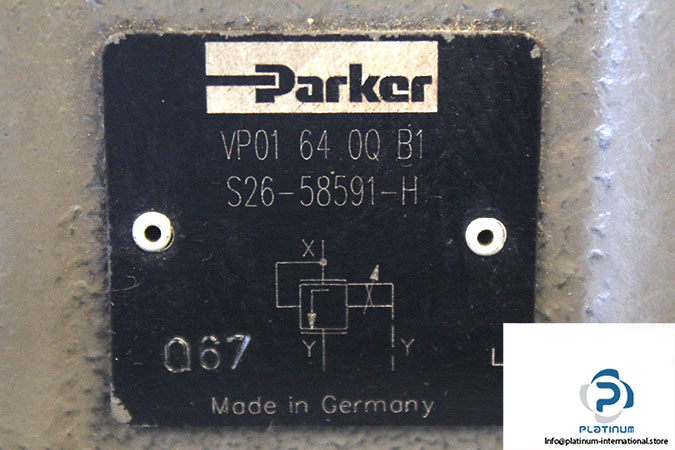 Parker
VP01 64 0Q B1
S26-58591-H
X
Y Y
Q67 L
Made in Germany
PLATINUM
Info@platinum-international.store